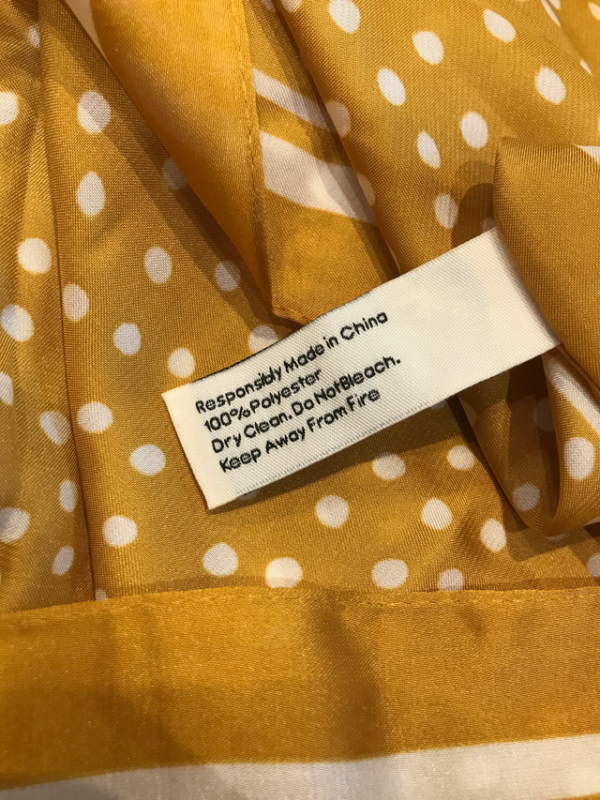 Responsibly Made in China
100% Polyester
Dry Clean. Do NotBleach.
Keep Away From Fire